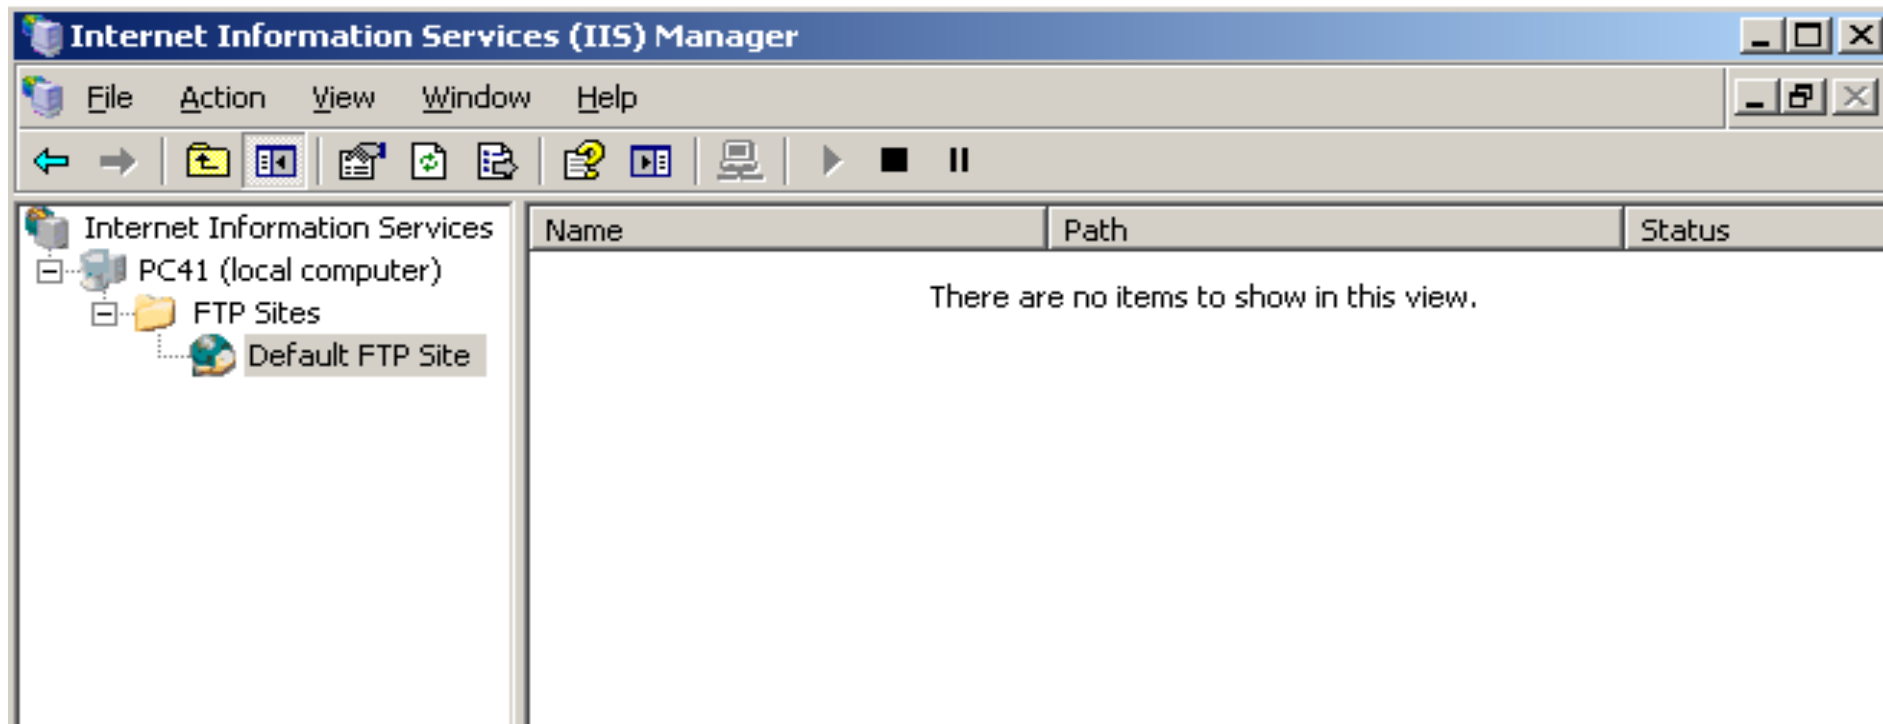 Internet Information Services (IIS) Manager
File Action View Window Help
Internet Information Services
PC41 (local computer)
FTP Sites
Default FTP Site
Name Path Status
There are no items to show in this view.